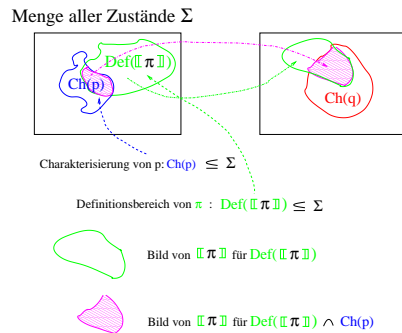 Menge aller Zustände Σ
Def(⟦π⟧)
Ch(p)
Ch(q)
Charakterisierung von p: Ch(p) ≤ Σ
Definitionsbereich von π : Def(⟦π⟧) ≤ Σ
Bild von ⟦π⟧ für Def(⟦π⟧)
Bild von ⟦π⟧ für Def(⟦π⟧) ∩ Ch(p)